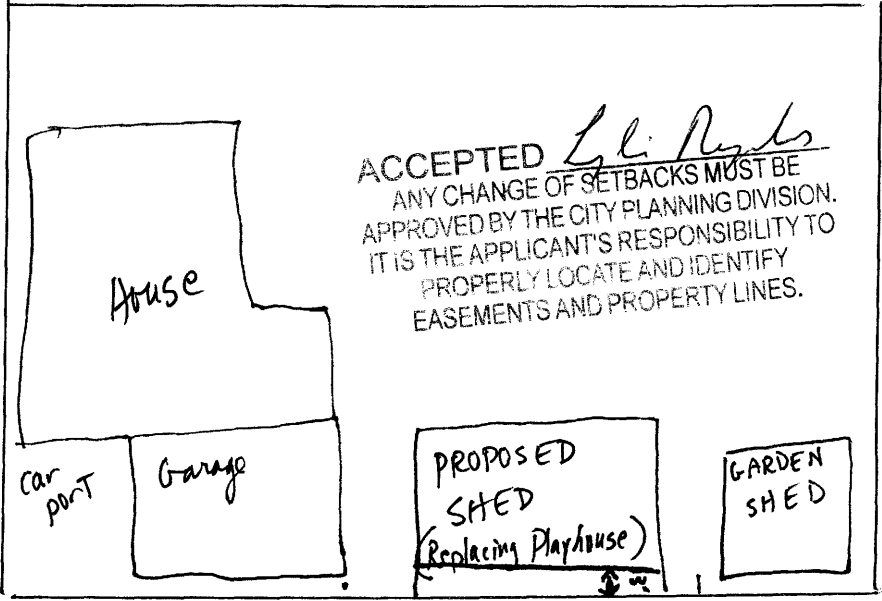 ACCEPTED
ANY CHANGE OF SETBACKS MUST BE
APPROVED BY THE CITY PLANNING DIVISION.
IT IS THE APPLICANT'S RESPONSIBILITY TO
PROPERLY LOCATE AND IDENTIFY
EASEMENTS AND PROPERTY LINES.
House
car
port
Garage
PROPOSED
SHED
(Replacing Playhouse)
GARDEN
SHED